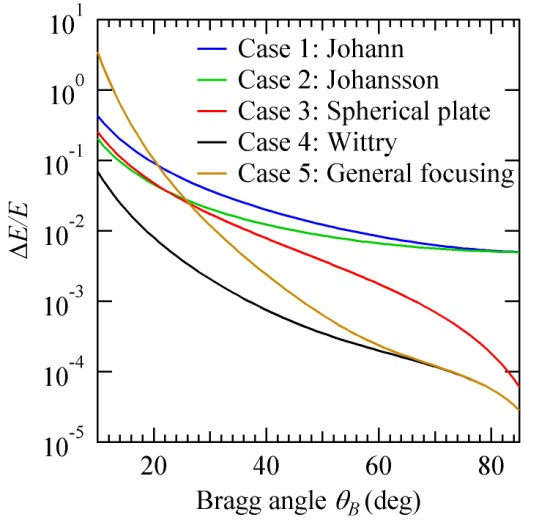 10^1
10^0
10^-1
10^-2
10^-3
10^-4
10^-5
ΔE/E
Case 1: Johann
Case 2: Johansson
Case 3: Spherical plate
Case 4: Wittry
Case 5: General focusing
20 40 60 80
Bragg angle θ_B (deg)